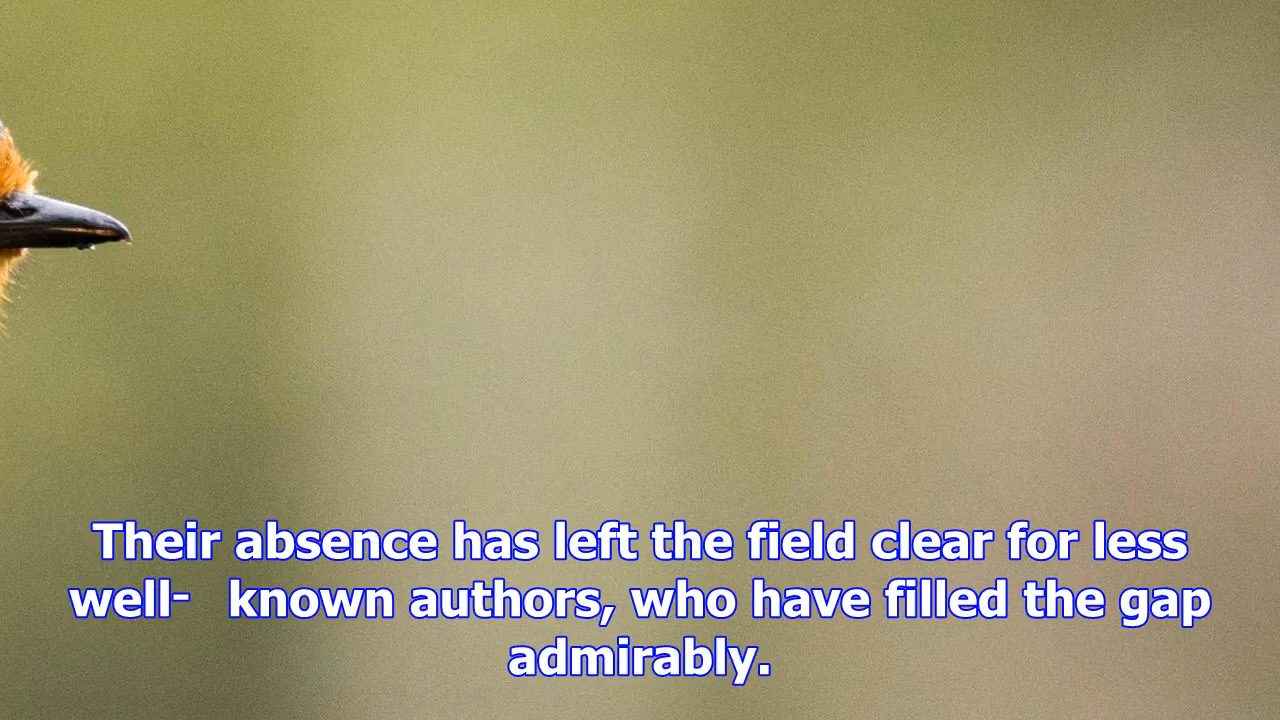 Their absence has left the field clear for less
well-  known authors, who have filled the gap
admirably.